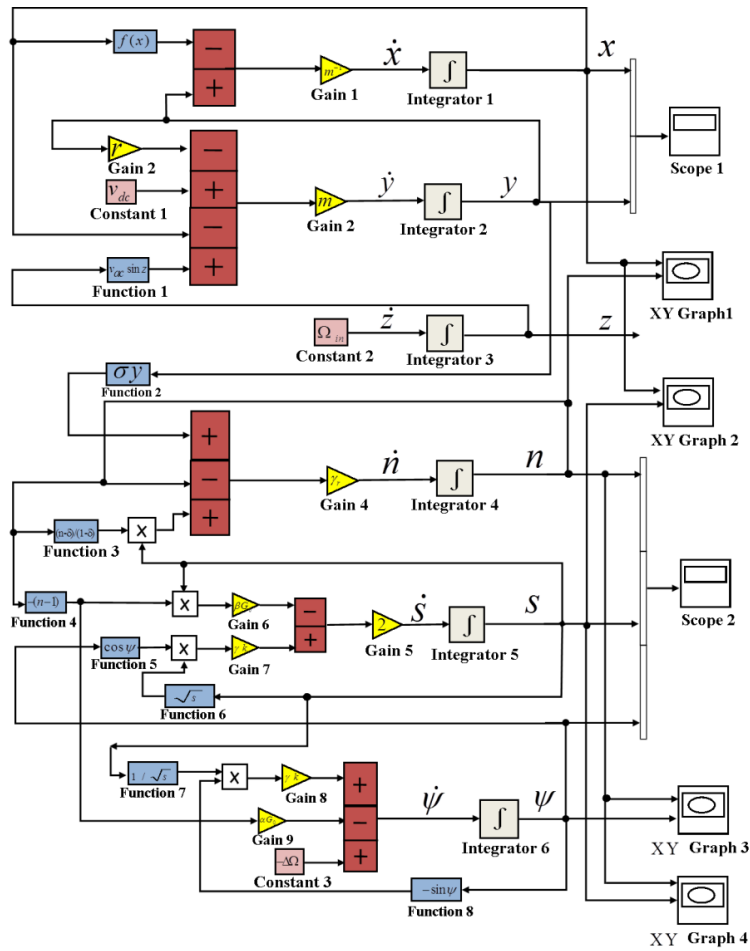 f(x)
−
+
m⁻¹
Gain 1
ẋ
∫
Integrator 1
x
Scope 1
r
Gain 2
v_dc
Constant 1
v_ac sin z
Function 1
−
+
−
+
m
Gain 2
ẏ
∫
Integrator 2
y
XY Graph1
Ω_in
Constant 2
ż
∫
Integrator 3
z
σy
Function 2
XY Graph 2
+
−
+
γ_r
Gain 4
ṅ
∫
Integrator 4
n
(n-δ)/(1-δ)
Function 3
X
−(n−1)
Function 4
X
Gain 6
−
+
2
Gain 5
ṡ
∫
Integrator 5
s
Scope 2
cos ψ
Function 5
X
γ k
Gain 7
√s
Function 6
1 / √s
Function 7
X
γ k
Gain 8
Gain 9
+
−
+
−ΔΩ
Constant 3
ψ̇
∫
Integrator 6
ψ
XY Graph 3
−sin ψ
Function 8
XY Graph 4